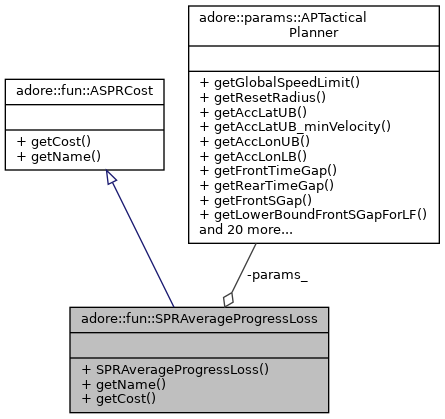 adore::params::APTactical
Planner
+ getGlobalSpeedLimit()
+ getResetRadius()
+ getAccLatUB()
+ getAccLatUB_minVelocity()
+ getAccLonUB()
+ getAccLonLB()
+ getFrontTimeGap()
+ getRearTimeGap()
+ getFrontSGap()
+ getLowerBoundFrontSGapForLF()
and 20 more...
adore::fun::ASPRCost
+ getCost()
+ getName()
-params_
adore::fun::SPRAverageProgressLoss
+ SPRAverageProgressLoss()
+ getName()
+ getCost()